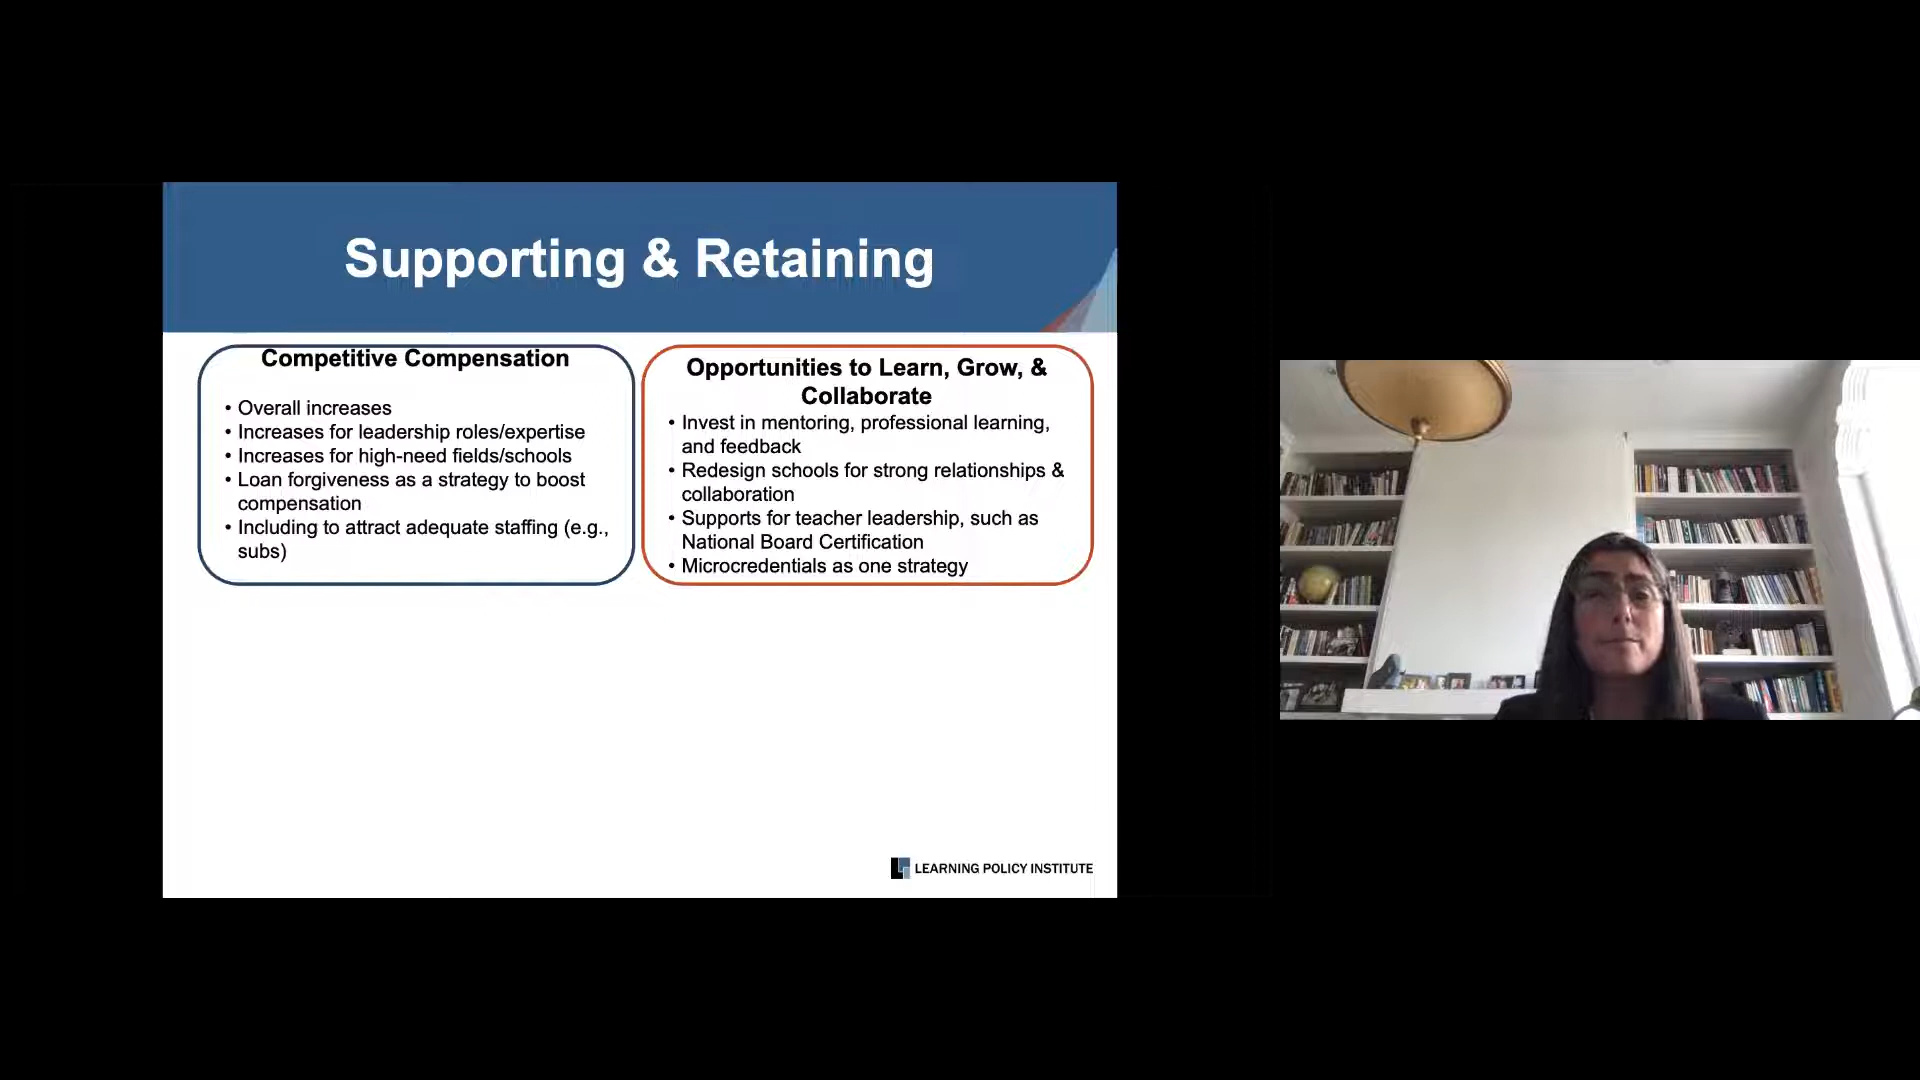 Supporting & Retaining
Competitive Compensation
• Overall increases
• Increases for leadership roles/expertise
• Increases for high-need fields/schools
• Loan forgiveness as a strategy to boost
compensation
• Including to attract adequate staffing (e.g.,
subs)
Opportunities to Learn, Grow, &
Collaborate
• Invest in mentoring, professional learning,
and feedback
• Redesign schools for strong relationships &
collaboration
• Supports for teacher leadership, such as
National Board Certification
• Microcredentials as one strategy
LEARNING POLICY INSTITUTE